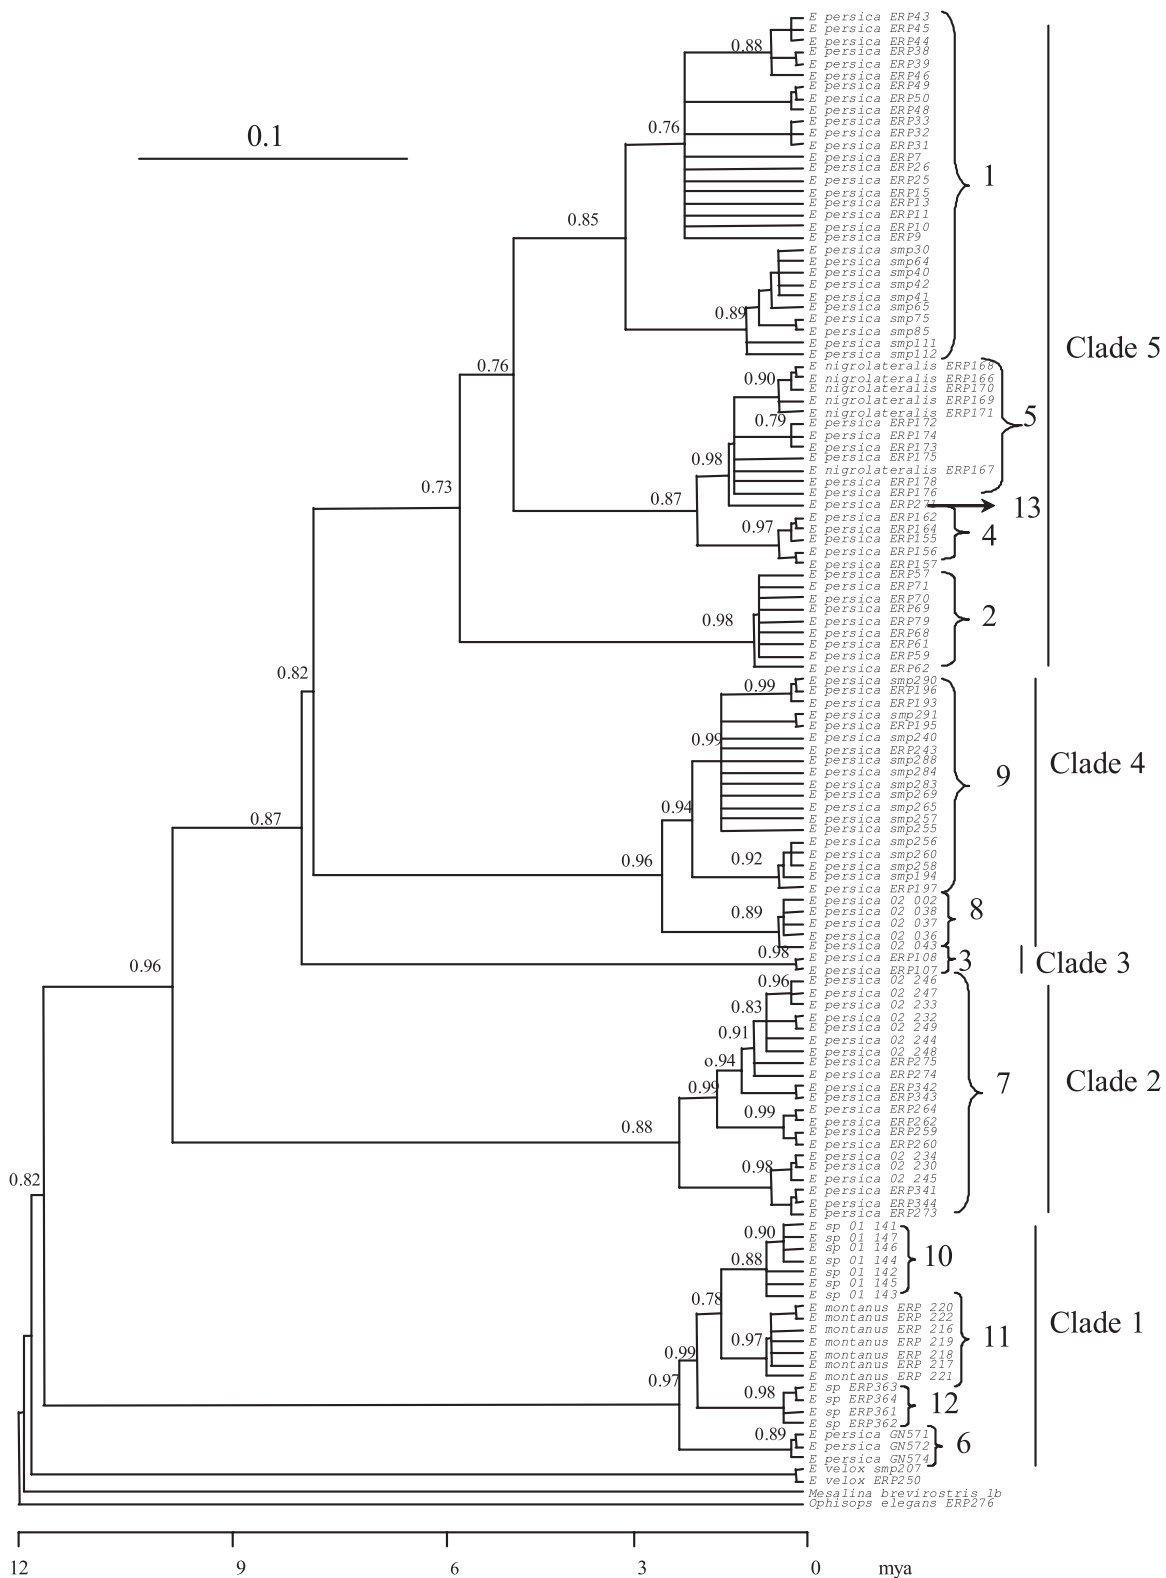 0.1
E persica ERP43
E persica ERP45
E persica ERP44
0.88
E persica ERP38
E persica ERP39
E persica ERP46
E persica ERP49
E persica ERP50
E persica ERP48
E persica ERP33
0.76
E persica ERP32
E persica ERP31
E persica ERP7
E persica ERP26
1
E persica ERP25
E persica ERP15
E persica ERP13
E persica ERP11
0.85
E persica ERP10
E persica ERP9
E persica smp30
E persica smp64
E persica smp40
E persica smp42
E persica smp41
E persica smp65
0.89
E persica smp75
E persica smp85
E persica smp111
Clade 5
E persica smp112
0.76
E nigrolateralis ERP168
0.90
E nigrolateralis ERP166
E nigrolateralis ERP170
E nigrolateralis ERP169
E nigrolateralis ERP171
5
0.79
E persica ERP172
E persica ERP174
E persica ERP173
0.98
E persica ERP175
E nigrolateralis ERP167
E persica ERP178
0.73
E persica ERP176
0.87
E persica ERP271
13
E persica ERP162
0.97
E persica ERP164
4
E persica ERP155
E persica ERP156
E persica ERP157
E persica ERP57
E persica ERP71
E persica ERP70
E persica ERP69
2
0.98
E persica ERP79
E persica ERP68
E persica ERP61
E persica ERP59
E persica ERP62
0.82
E persica smp290
0.99
E persica ERP196
E persica ERP193
E persica smp291
E persica ERP195
0.99
E persica smp240
E persica ERP243
E persica smp288
Clade 4
E persica smp284
9
E persica smp283
E persica smp269
0.94
E persica smp265
0.87
E persica smp257
E persica smp255
E persica smp256
0.96
0.92
E persica smp260
E persica smp258
E persica smp194
E persica ERP197
E persica 02 002
0.89
E persica 02 038
8
E persica 02 037
E persica 02 036
E persica 02 043
0.98
E persica ERP108
3
Clade 3
0.96
E persica ERP107
E persica 02 246
0.96
E persica 02 247
E persica 02 233
0.83
E persica 02 232
E persica 02 249
0.91
E persica 02 244
E persica 02 248
o.94
E persica ERP275
E persica ERP274
7
Clade 2
0.99
E persica ERP342
E persica ERP343
0.99
E persica ERP264
0.88
E persica ERP262
E persica ERP259
E persica ERP260
E persica 02 234
0.98
E persica 02 230
0.82
E persica 02 245
E persica ERP341
E persica ERP344
E persica ERP273
E sp 01 141
0.90
E sp 01 147
E sp 01 146
10
0.88
E sp 01 144
E sp 01 142
E sp 01 145
E sp 01 143
0.78
E montanus ERP 220
E montanus ERP 222
Clade 1
E montanus ERP 216
0.97
E montanus ERP 219
11
0.99
E montanus ERP 218
E montanus ERP 217
0.97
E montanus ERP 221
E sp ERP363
0.98
E sp ERP364
12
E sp ERP361
E sp ERP362
0.89
E persica GN571
6
E persica GN572
E persica GN574
E velox smp207
E velox ERP250
Mesalina brevirostris 1b
Ophisops elegans ERP276
12 9 6 3 0 mya